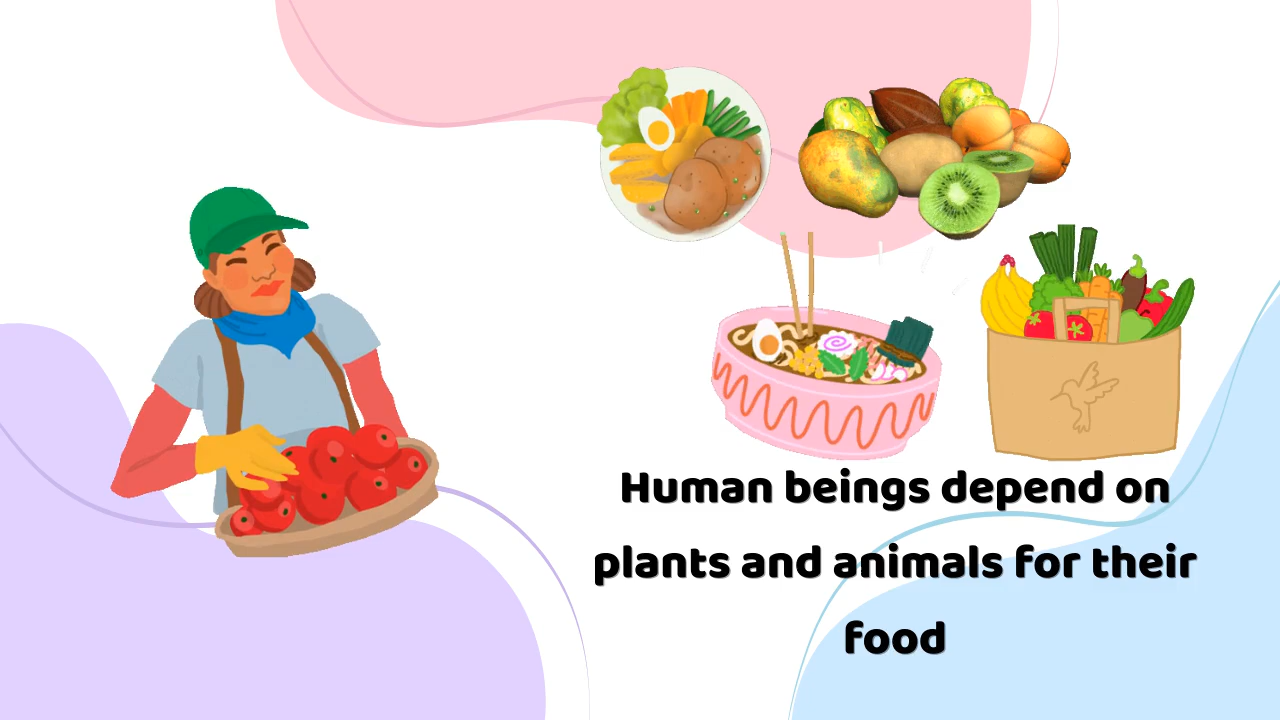 Human beings depend on
plants and animals for their
food